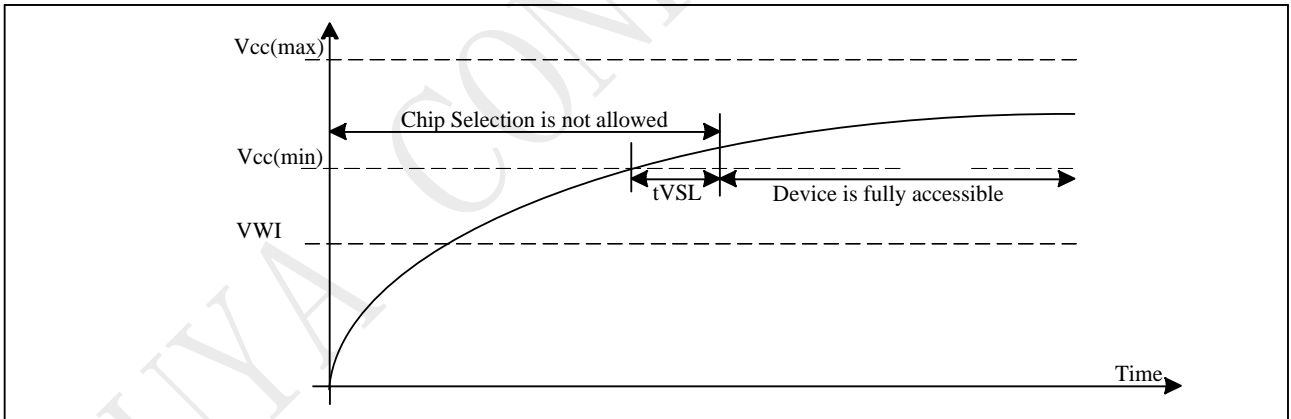 Vcc(max)
Chip Selection is not allowed
Vcc(min)
tVSL
Device is fully accessible
VWI
Time